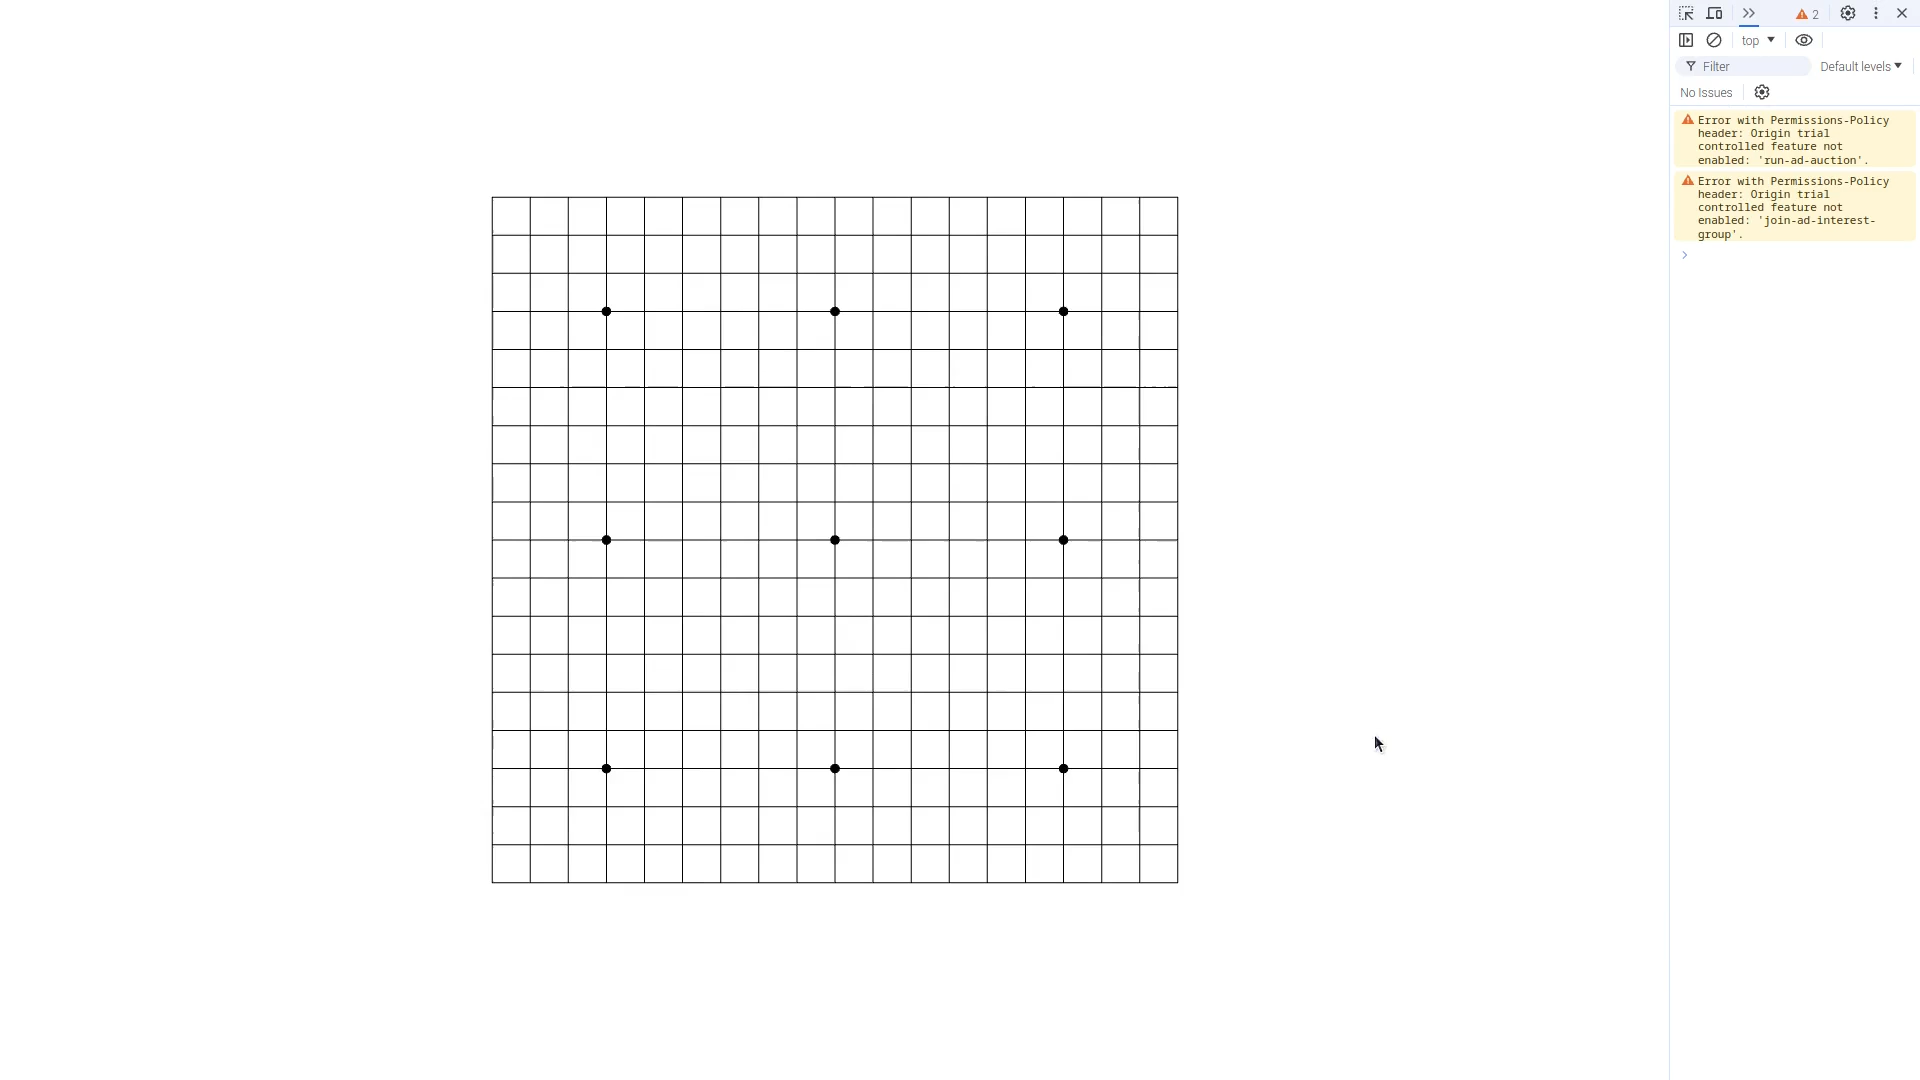 2
top
Filter
Default levels
No Issues
Error with Permissions-Policy
header: Origin trial
controlled feature not
enabled: 'run-ad-auction'.
Error with Permissions-Policy
header: Origin trial
controlled feature not
enabled: 'join-ad-interest-
group'.